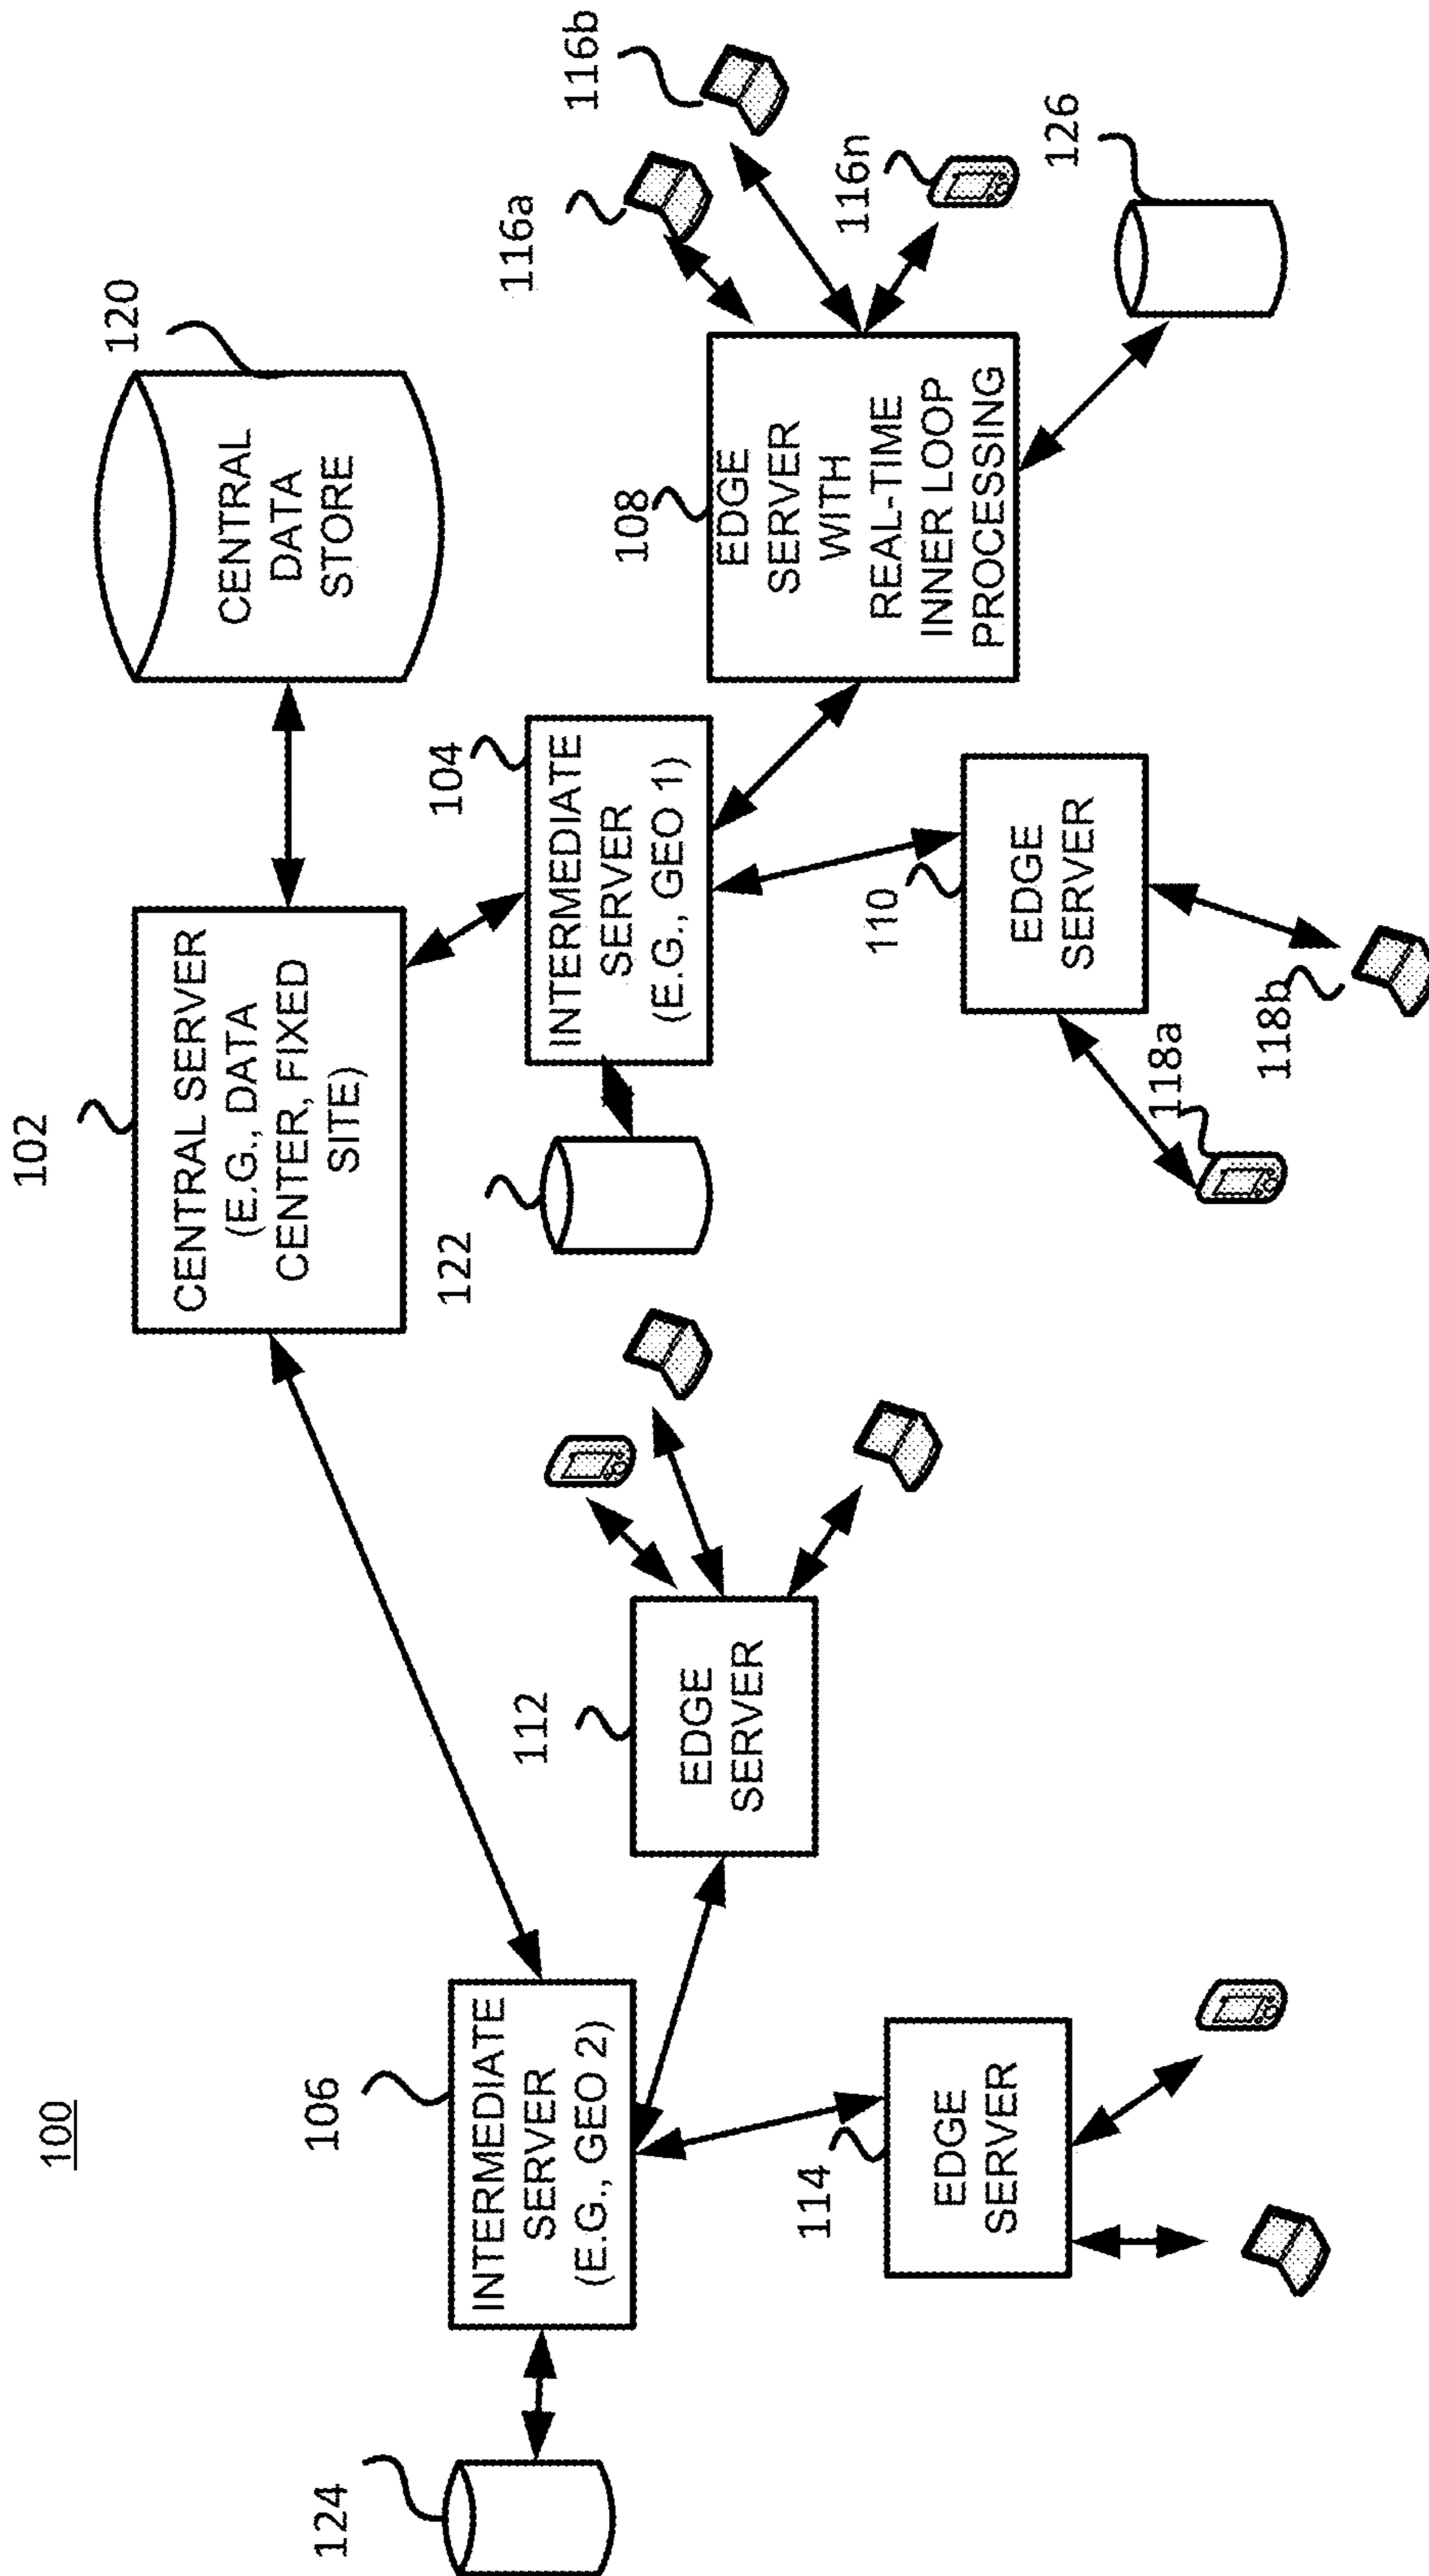 100
102
CENTRAL SERVER
(E.G., DATA
CENTER, FIXED
SITE)
120
CENTRAL
DATA
STORE
106
INTERMEDIATE
SERVER
(E.G., GEO 2)
124
104
INTERMEDIATE
SERVER
(E.G., GEO 1)
122
112
EDGE
SERVER
114
EDGE
SERVER
110
EDGE
SERVER
108
EDGE
SERVER
WITH
REAL-TIME
INNER LOOP
PROCESSING
116a
116b
116n
126
118a
118b